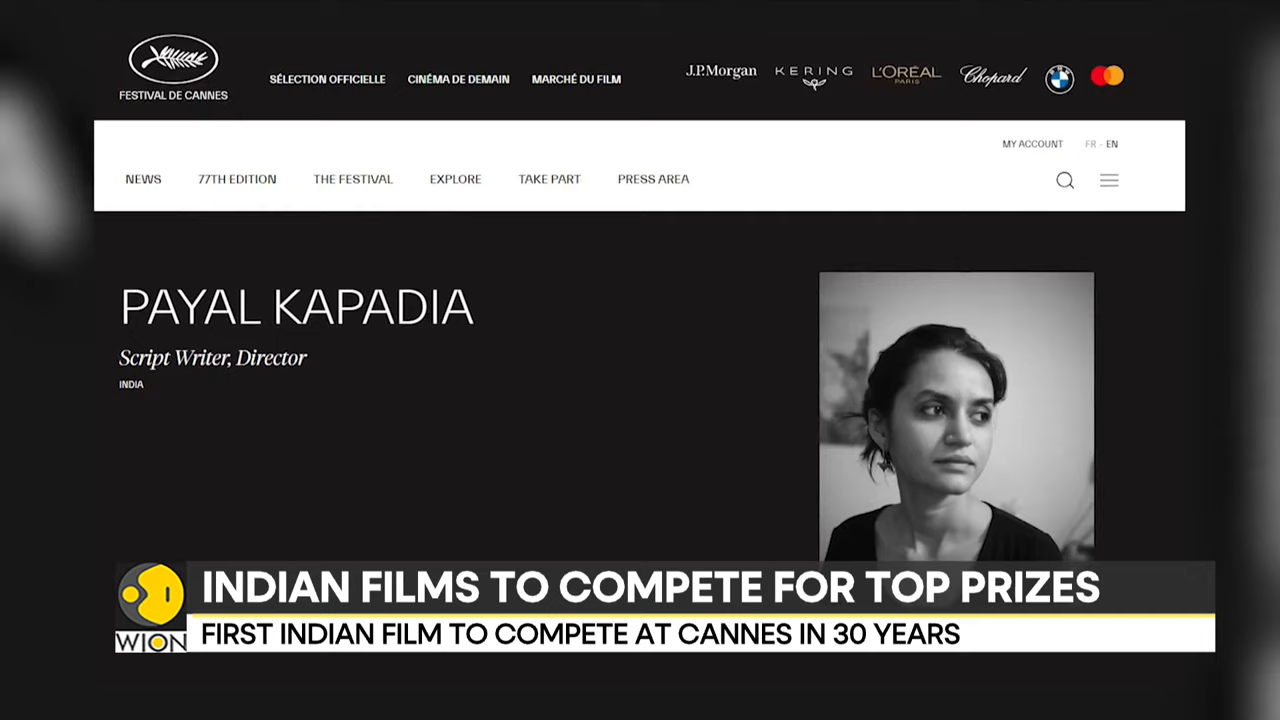 FESTIVAL DE CANNES
SÉLECTION OFFICIELLE CINÉMA DE DEMAIN MARCHÉ DU FILM
J.P.Morgan KERING L'ORÉAL PARIS Chopard BMW
MY ACCOUNT FR - EN
NEWS 77TH EDITION THE FESTIVAL EXPLORE TAKE PART PRESS AREA
PAYAL KAPADIA
Script Writer, Director
INDIA
INDIAN FILMS TO COMPETE FOR TOP PRIZES
WION FIRST INDIAN FILM TO COMPETE AT CANNES IN 30 YEARS